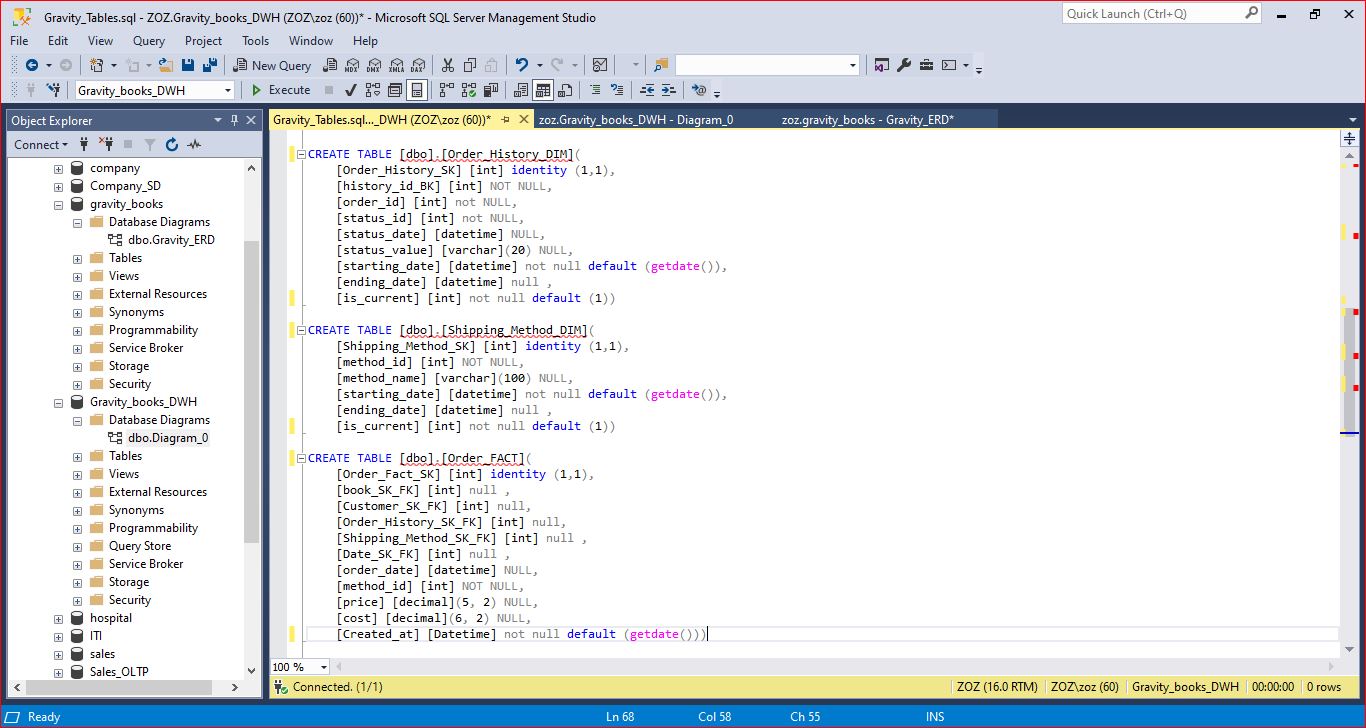 Gravity_Tables.sql - ZOZ.Gravity_books_DWH (ZOZ\zoz (60))* - Microsoft SQL Server Management Studio
Quick Launch (Ctrl+Q)
File Edit View Query Project Tools Window Help
New Query MDX DMX XMLA DAX
Gravity_books_DWH Execute
Object Explorer
Gravity_Tables.sql..._DWH (ZOZ\zoz (60))* zoz.Gravity_books_DWH - Diagram_0 zoz.gravity_books - Gravity_ERD*
Connect
company
Company_SD
gravity_books
Database Diagrams
dbo.Gravity_ERD
Tables
Views
External Resources
Synonyms
Programmability
Service Broker
Storage
Security
Gravity_books_DWH
Database Diagrams
dbo.Diagram_0
Tables
Views
External Resources
Synonyms
Programmability
Query Store
Service Broker
Storage
Security
hospital
ITI
sales
Sales_OLTP
CREATE TABLE [dbo].[Order_History_DIM](
[Order_History_SK] [int] identity (1,1),
[history_id_BK] [int] NOT NULL,
[order_id] [int] not NULL,
[status_id] [int] not NULL,
[status_date] [datetime] NULL,
[status_value] [varchar](20) NULL,
[starting_date] [datetime] not null default (getdate()),
[ending_date] [datetime] null ,
[is_current] [int] not null default (1))
CREATE TABLE [dbo].[Shipping_Method_DIM](
[Shipping_Method_SK] [int] identity (1,1),
[method_id] [int] NOT NULL,
[method_name] [varchar](100) NULL,
[starting_date] [datetime] not null default (getdate()),
[ending_date] [datetime] null ,
[is_current] [int] not null default (1))
CREATE TABLE [dbo].[Order_FACT](
[Order_Fact_SK] [int] identity (1,1),
[book_SK_FK] [int] null ,
[Customer_SK_FK] [int] null,
[Order_History_SK_FK] [int] null,
[Shipping_Method_SK_FK] [int] null ,
[Date_SK_FK] [int] null ,
[order_date] [datetime] NULL,
[method_id] [int] NOT NULL,
[price] [decimal](5, 2) NULL,
[cost] [decimal](6, 2) NULL,
[Created_at] [Datetime] not null default (getdate()))
100 %
Connected. (1/1) ZOZ (16.0 RTM) ZOZ\zoz (60) Gravity_books_DWH 00:00:00 0 rows
Ready Ln 68 Col 58 Ch 55 INS